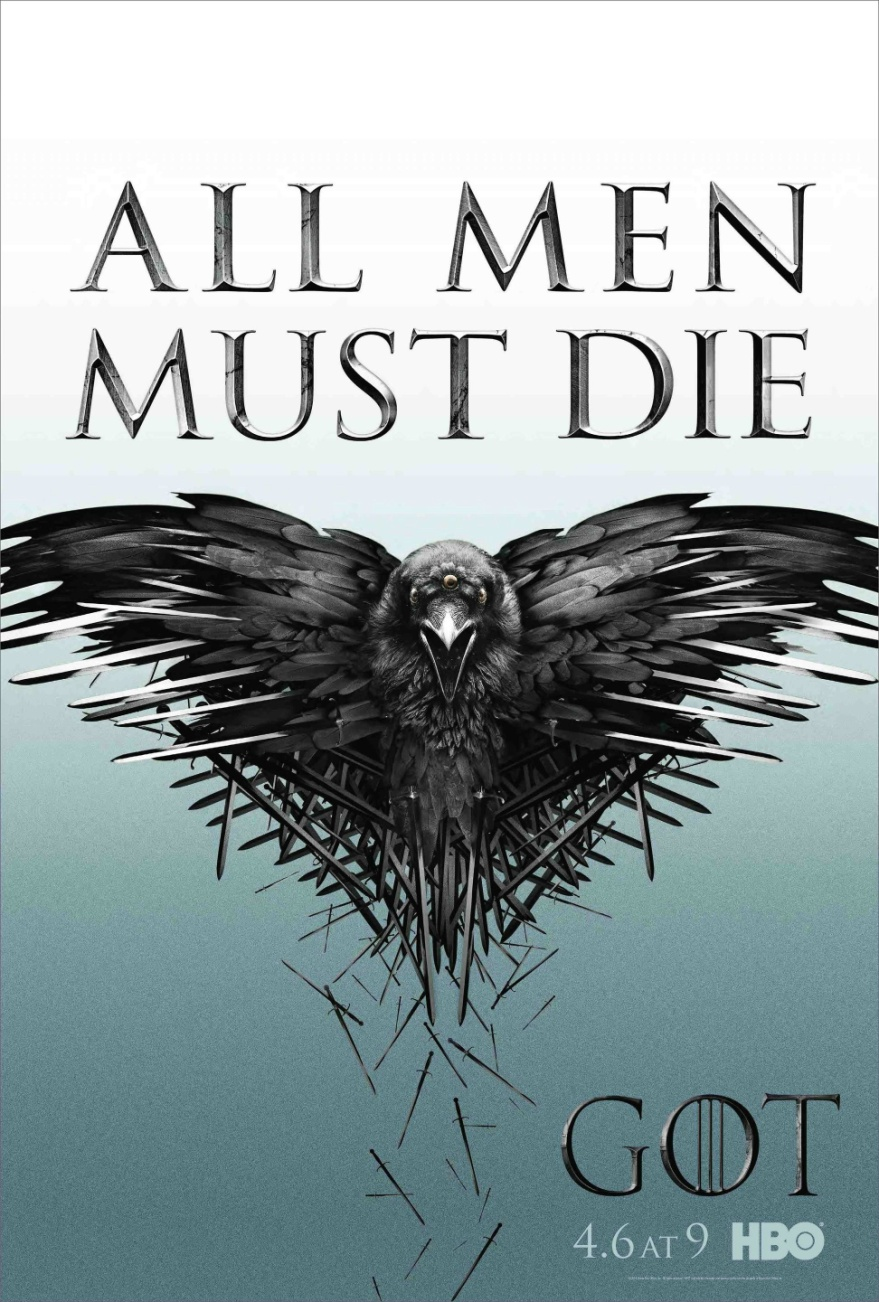 ALL MEN
MUST DIE
GOT
4.6 AT 9 HBO®